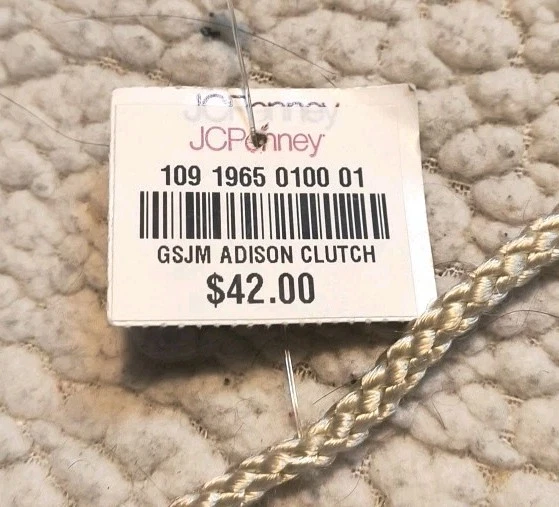 JCPenney
JCPenney
109 1965 0100 01
GSJM ADISON CLUTCH
$42.00